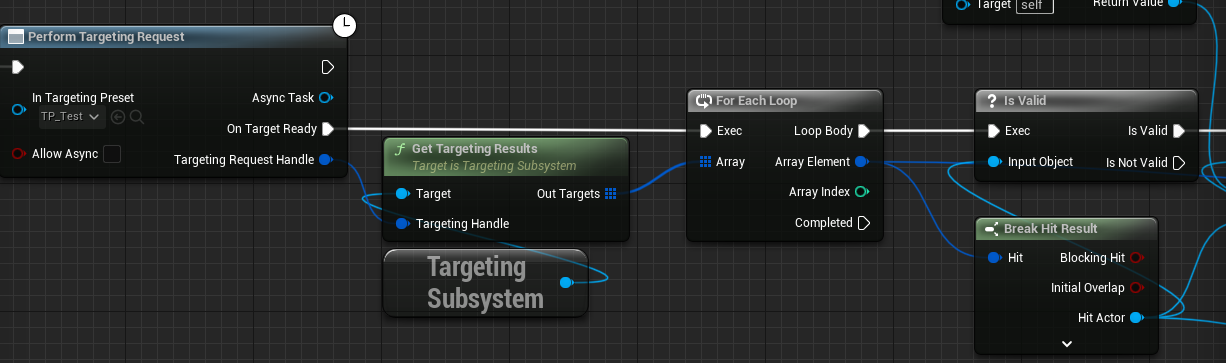 Perform Targeting Request
In Targeting Preset
TP_Test
Async Task
On Target Ready
Allow Async
Targeting Request Handle
Get Targeting Results
Target is Targeting Subsystem
Target
Out Targets
Targeting Handle
Targeting
Subsystem
For Each Loop
Exec
Loop Body
Array
Array Element
Array Index
Completed
Target
self
Return Value
Is Valid
Exec
Is Valid
Input Object
Is Not Valid
Break Hit Result
Hit
Blocking Hit
Initial Overlap
Hit Actor